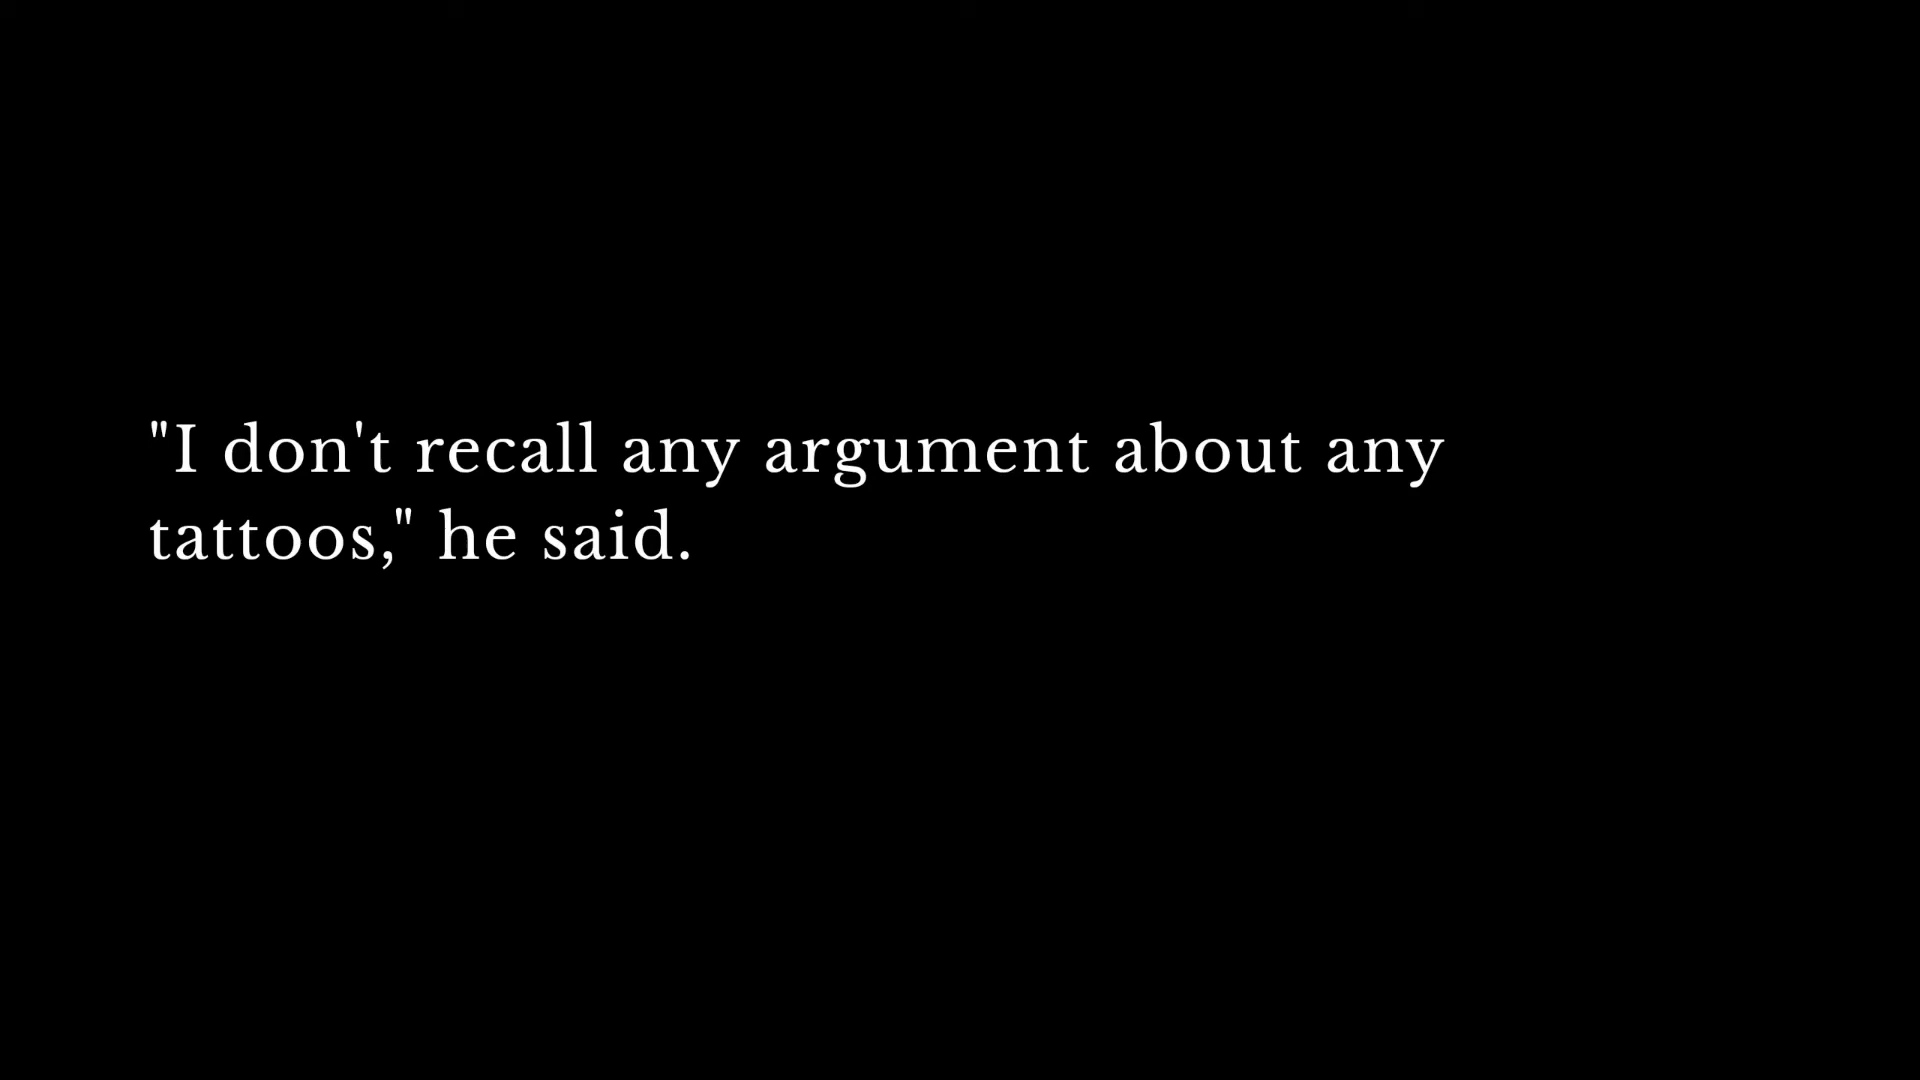 "I don't recall any argument about any
tattoos," he said.